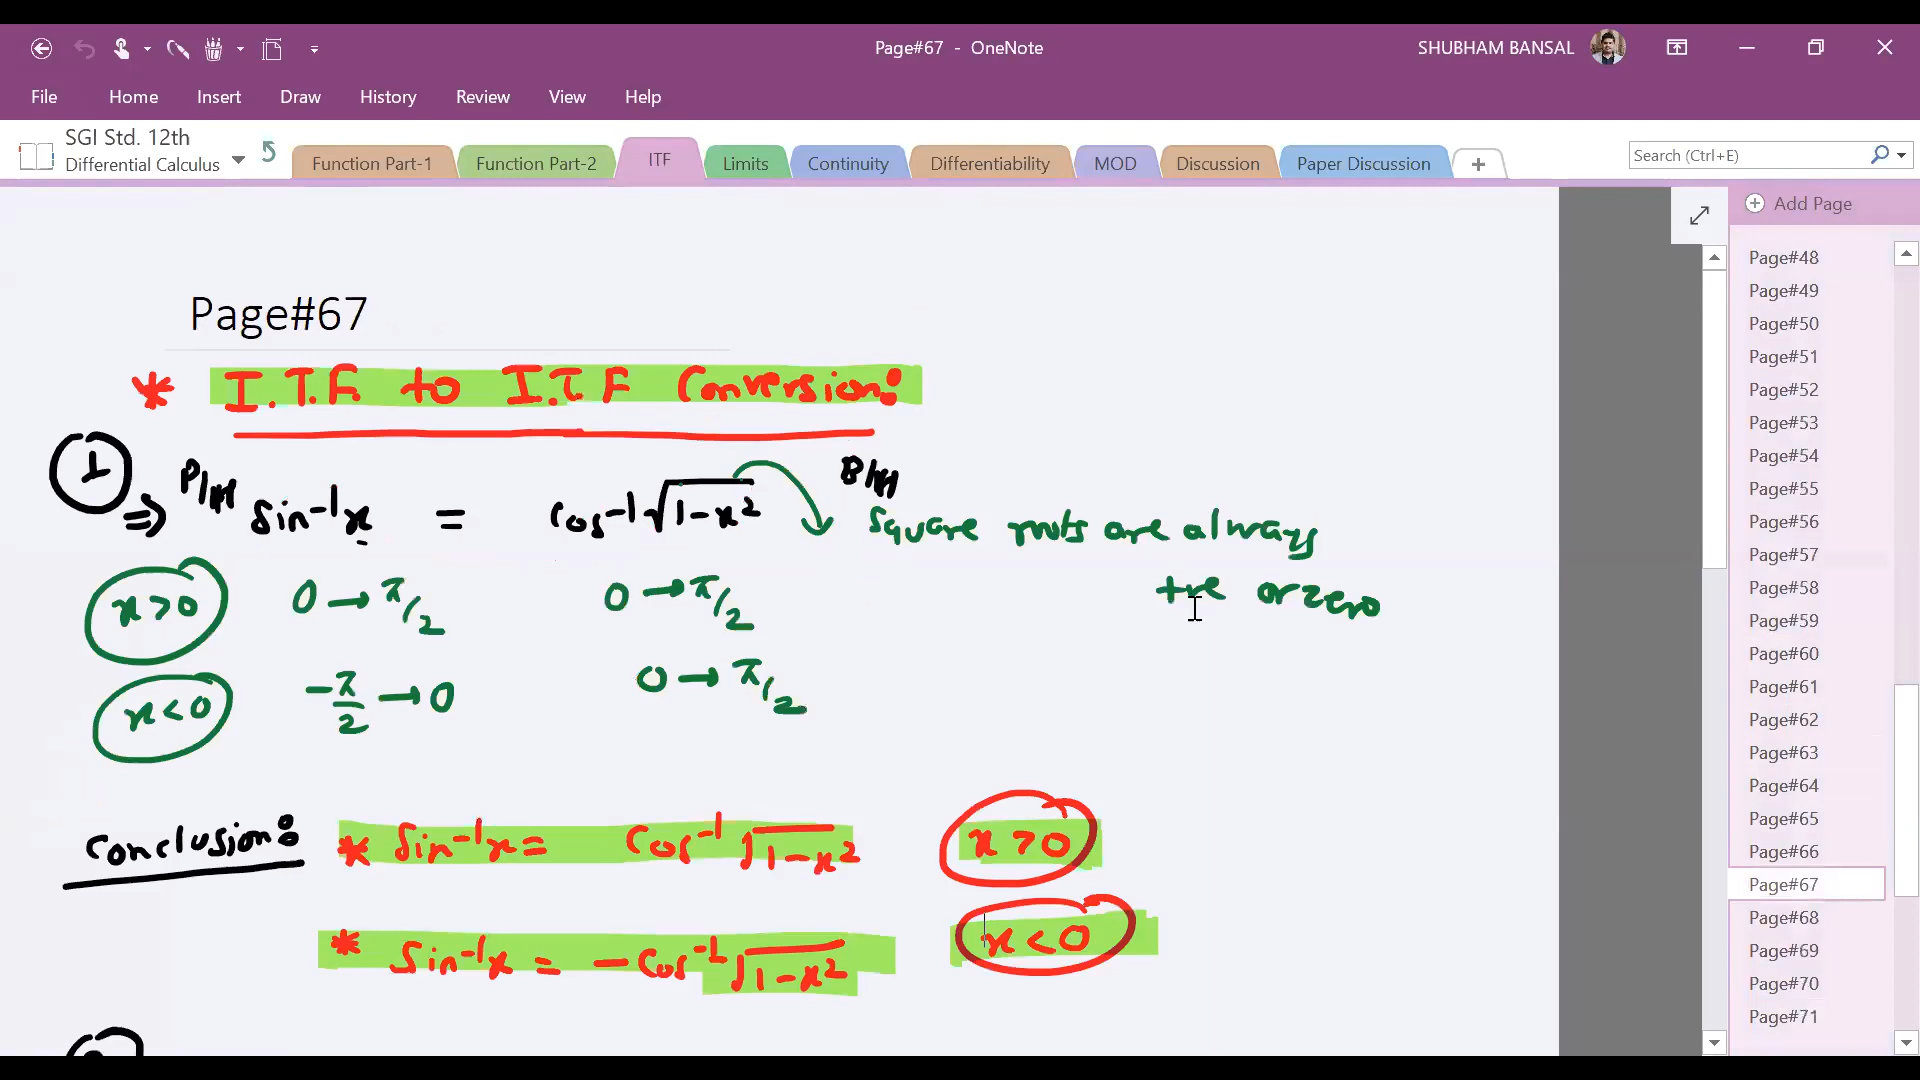 Page#67 - OneNote
SHUBHAM BANSAL
File Home Insert Draw History Review View Help
SGI Std. 12th
Differential Calculus
Function Part-1 Function Part-2 ITF Limits Continuity Differentiability MOD Discussion Paper Discussion +
Search (Ctrl+E)
Add Page
Page#48
Page#49
Page#50
Page#51
Page#52
Page#53
Page#54
Page#55
Page#56
Page#57
Page#58
Page#59
Page#60
Page#61
Page#62
Page#63
Page#64
Page#65
Page#66
Page#67
Page#68
Page#69
Page#70
Page#71
Page#67
* I.T.F. to I.T.F Conversion:
1
⇒ P/H sin⁻¹x = cos⁻¹√(1-x²) B/H
Square roots are always
+ve or zero
x>0 0→π/2 0→π/2
x<0 -π/2→0 0→π/2
Conclusion: * sin⁻¹x = cos⁻¹√(1-x²) x>0
* sin⁻¹x = -cos⁻¹√(1-x²) x<0